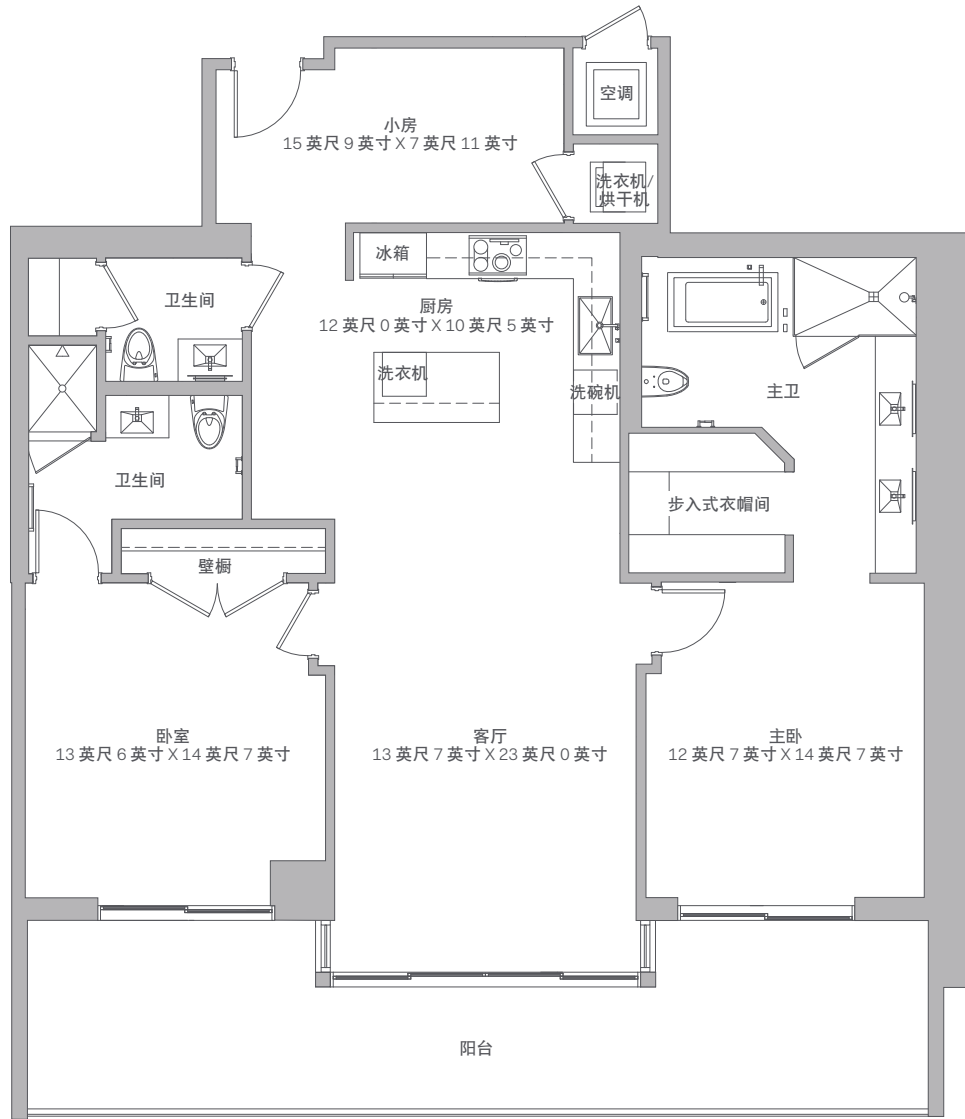 空调
小房
15 英尺 9 英寸 X 7 英尺 11 英寸
洗衣机/
烘干机
冰箱
卫生间
厨房
12 英尺 0 英寸 X 10 英尺 5 英寸
洗衣机
洗碗机
主卫
卫生间
步入式衣帽间
壁橱
卧室
13 英尺 6 英寸 X 14 英尺 7 英寸
客厅
13 英尺 7 英寸 X 23 英尺 0 英寸
主卧
12 英尺 7 英寸 X 14 英尺 7 英寸
阳台